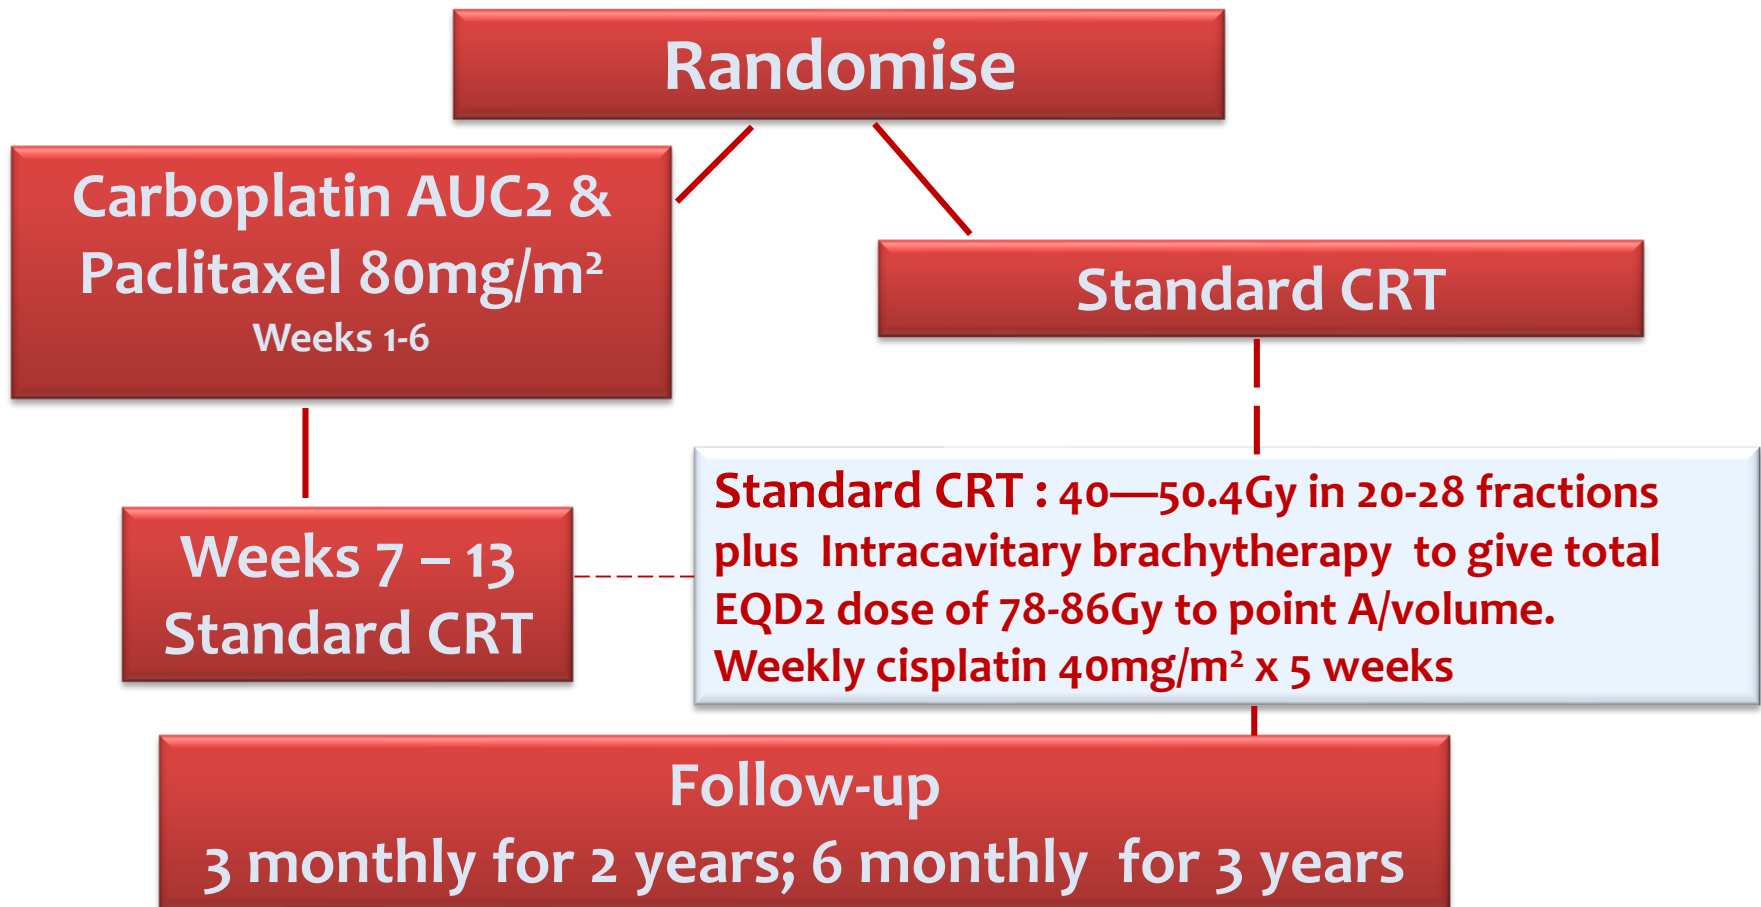 Randomise
Carboplatin AUC2 &
Paclitaxel 80mg/m²
Weeks 1-6
Standard CRT
Weeks 7 – 13
Standard CRT
Standard CRT : 40—50.4Gy in 20-28 fractions
plus Intracavitary brachytherapy to give total
EQD2 dose of 78-86Gy to point A/volume.
Weekly cisplatin 40mg/m² x 5 weeks
Follow-up
3 monthly for 2 years; 6 monthly for 3 years